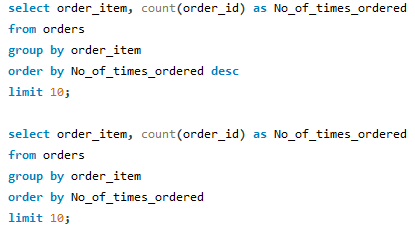 select order_item, count(order_id) as No_of_times_ordered
from orders
group by order_item
order by No_of_times_ordered desc
limit 10;
select order_item, count(order_id) as No_of_times_ordered
from orders
group by order_item
order by No_of_times_ordered
limit 10;